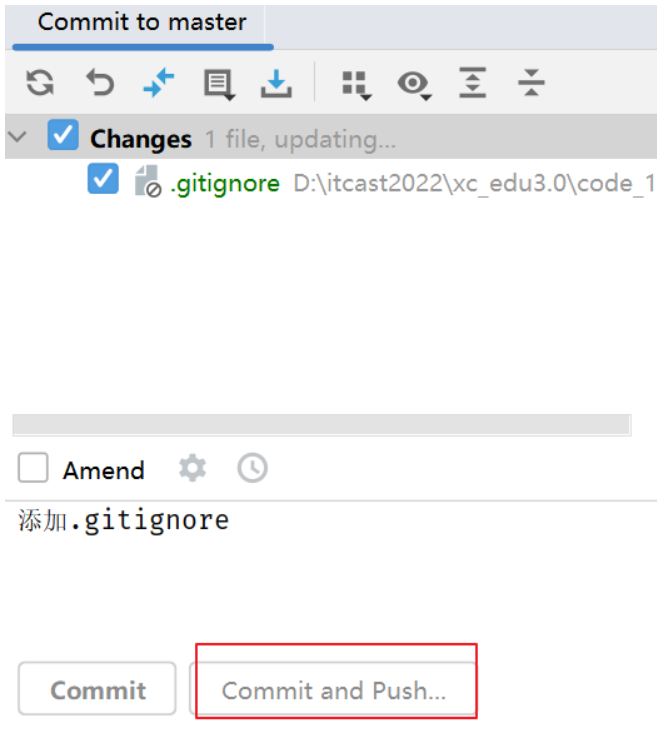 Commit to master
Changes 1 file, updating...
.gitignore D:\itcast2022\xc_edu3.0\code_1
Amend
添加.gitignore
Commit Commit and Push...